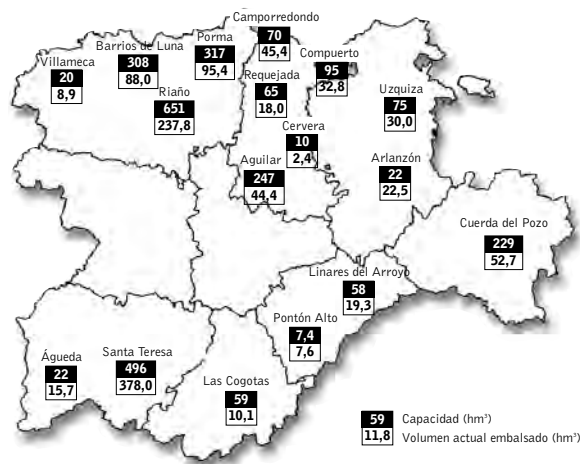 Camporredondo
70
45,4
Porma
317
95,4
Barrios de Luna
308
88,0
Compuerto
95
32,8
Villameca
20
8,9
Requejada
65
18,0
Riaño
651
237,8
Uzquiza
75
30,0
Cervera
10
2,4
Aguilar
247
44,4
Arlanzón
22
22,5
Cuerda del Pozo
229
52,7
Linares del Arroyo
58
19,3
Pontón Alto
7,4
7,6
Águeda
22
15,7
Santa Teresa
496
378,0
Las Cogotas
59
10,1
59 Capacidad (hm³)
11,8 Volumen actual embalsado (hm³)